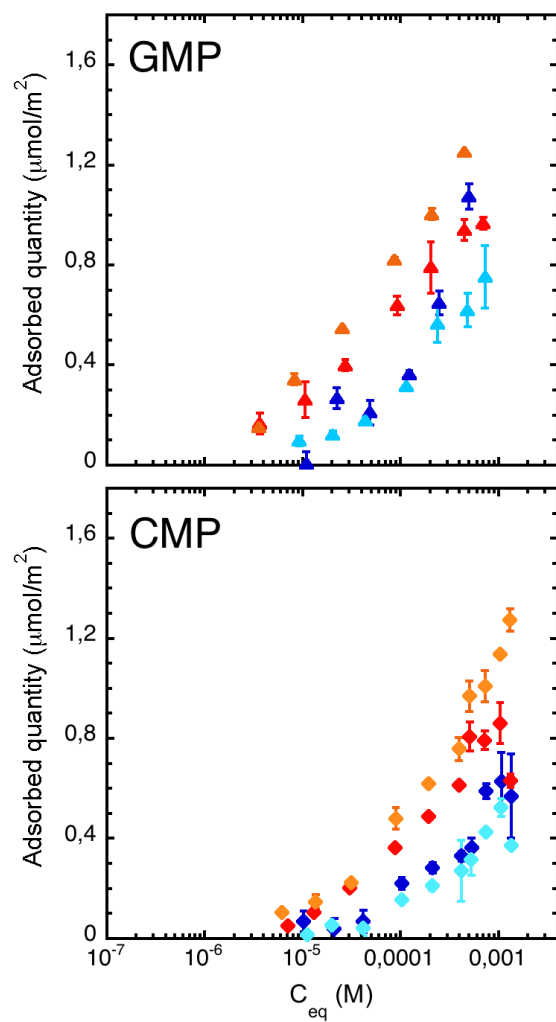 GMP
Adsorbed quantity (μmol/m²)
1,6
1,2
0,8
0,4
0
CMP
Adsorbed quantity (μmol/m²)
1,6
1,2
0,8
0,4
0
10⁻⁷ 10⁻⁶ 10⁻⁵ 0,0001 0,001
C_eq (M)